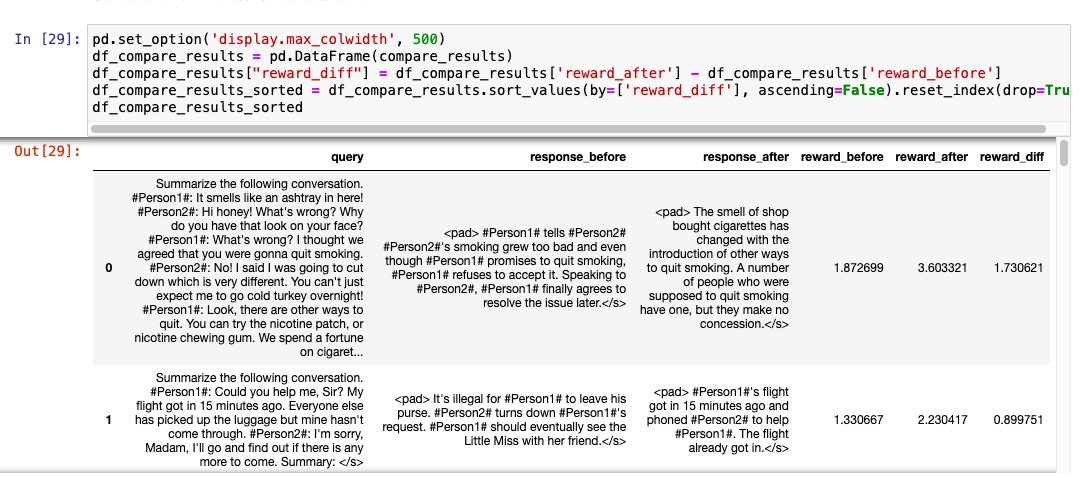 In [29]: pd.set_option('display.max_colwidth', 500)
df_compare_results = pd.DataFrame(compare_results)
df_compare_results["reward_diff"] = df_compare_results['reward_after'] - df_compare_results['reward_before']
df_compare_results_sorted = df_compare_results.sort_values(by=['reward_diff'], ascending=False).reset_index(drop=Tru
df_compare_results_sorted
Out[29]:
query response_before response_after reward_before reward_after reward_diff
0
Summarize the following conversation.
#Person1#: It smells like an ashtray in here!
#Person2#: Hi honey! What's wrong? Why
do you have that look on your face?
#Person1#: What's wrong? I thought we
agreed that you were gonna quit smoking.
#Person2#: No! I said I was going to cut
down which is very different. You can't just
expect me to go cold turkey overnight!
#Person1#: Look, there are other ways to
quit. You can try the nicotine patch, or
nicotine chewing gum. We spend a fortune
on cigaret...
<pad> #Person1# tells #Person2#
#Person2#'s smoking grew too bad and even
though #Person1# promises to quit smoking,
#Person1# refuses to accept it. Speaking to
#Person2#, #Person1# finally agrees to
resolve the issue later.</s>
<pad> The smell of shop
bought cigarettes has
changed with the
introduction of other ways
to quit smoking. A number
of people who were
supposed to quit smoking
have one, but they make no
concession.</s>
1.872699 3.603321 1.730621
1
Summarize the following conversation.
#Person1#: Could you help me, Sir? My
flight got in 15 minutes ago. Everyone else
has picked up the luggage but mine hasn't
come through. #Person2#: I'm sorry,
Madam, I'll go and find out if there is any
more to come. Summary: </s>
<pad> It's illegal for #Person1# to leave his
purse. #Person2# turns down #Person1#'s
request. #Person1# should eventually see the
Little Miss with her friend.</s>
<pad> #Person1#'s flight
got in 15 minutes ago and
phoned #Person2# to help
#Person1#. The flight
already got in.</s>
1.330667 2.230417 0.899751